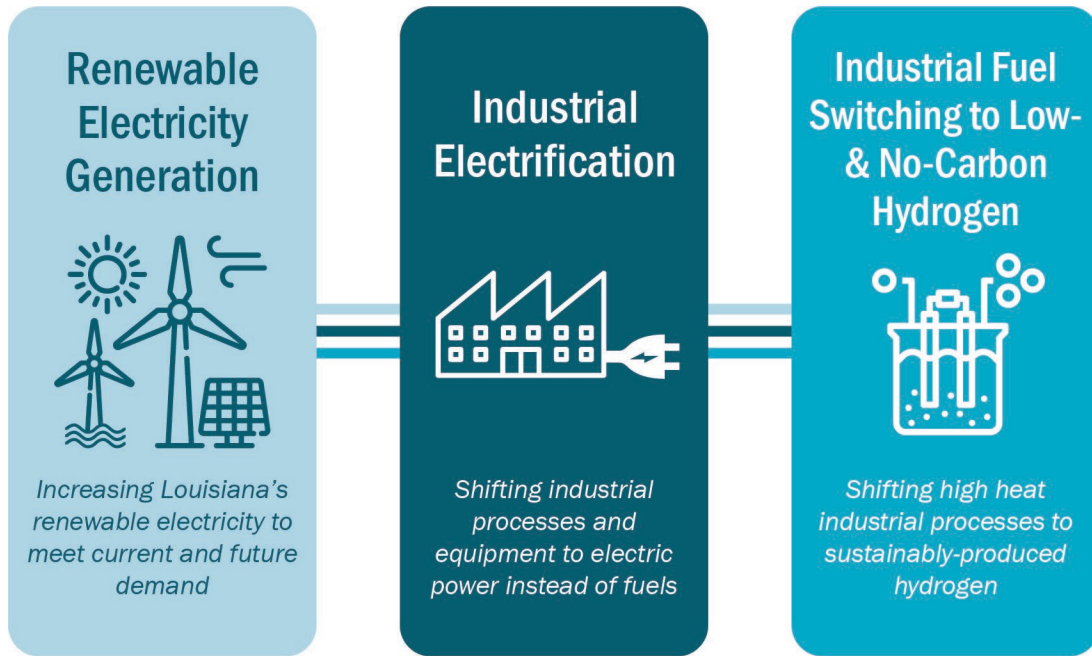 Renewable
Electricity
Generation
Increasing Louisiana's
renewable electricity to
meet current and future
demand
Industrial
Electrification
Shifting industrial
processes and
equipment to electric
power instead of fuels
Industrial Fuel
Switching to Low-
& No-Carbon
Hydrogen
Shifting high heat
industrial processes to
sustainably-produced
hydrogen